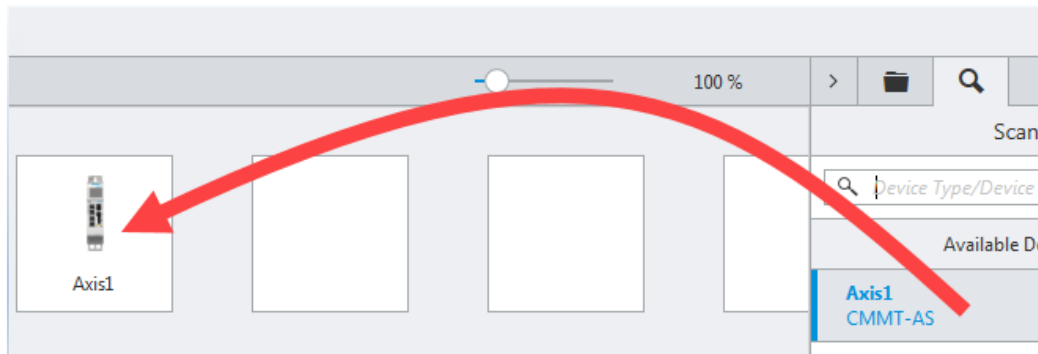 100 %
Scan
Device Type/Device
Available D
Axis1
Axis1
CMMT-AS